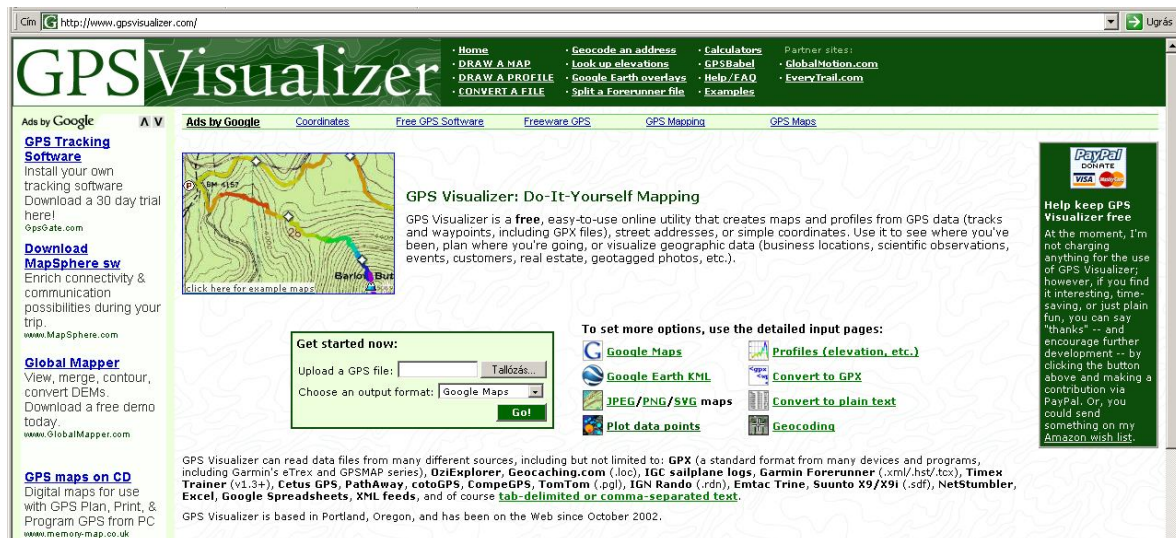 Cím http://www.gpsvisualizer.com/ Ugrás
GPSVisualizer
· Home · Geocode an address · Calculators Partner sites:
· DRAW A MAP · Look up elevations · GPSBabel · GlobalMotion.com
· DRAW A PROFILE · Google Earth overlays · Help/FAQ · EveryTrail.com
· CONVERT A FILE · Split a Forerunner file · Examples
Ads by Google
Ads by Google Coordinates Free GPS Software Freeware GPS GPS Mapping GPS Maps
GPS Tracking
Software
Install your own
tracking software
Download a 30 day trial
here!
GpsGate.com
Download
MapSphere sw
Enrich connectivity &
communication
possibilities during your
trip.
www.MapSphere.com
Global Mapper
View, merge, contour,
convert DEMs.
Download a free demo
today.
www.GlobalMapper.com
GPS maps on CD
Digital maps for use
with GPS Plan, Print, &
Program GPS from PC
www.memory-map.co.uk
P BM 4157
25
Barlow But
click here for example maps
GPS Visualizer: Do-It-Yourself Mapping
GPS Visualizer is a free, easy-to-use online utility that creates maps and profiles from GPS data (tracks
and waypoints, including GPX files), street addresses, or simple coordinates. Use it to see where you've
been, plan where you're going, or visualize geographic data (business locations, scientific observations,
events, customers, real estate, geotagged photos, etc.).
Get started now:
Upload a GPS file: Tallózás...
Choose an output format: Google Maps
Go!
To set more options, use the detailed input pages:
Google Maps Profiles (elevation, etc.)
Google Earth KML Convert to GPX
JPEG/PNG/SVG maps Convert to plain text
Plot data points Geocoding
GPS Visualizer can read data files from many different sources, including but not limited to: GPX (a standard format from many devices and programs,
including Garmin's eTrex and GPSMAP series), OziExplorer, Geocaching.com (.loc), IGC sailplane logs, Garmin Forerunner (.xml/.hst/.tcx), Timex
Trainer (v1.3+), Cetus GPS, PathAway, cotoGPS, CompeGPS, TomTom (.pgl), IGN Rando (.rdn), Emtac Trine, Suunto X9/X9i (.sdf), NetStumbler,
Excel, Google Spreadsheets, XML feeds, and of course tab-delimited or comma-separated text.
GPS Visualizer is based in Portland, Oregon, and has been on the Web since October 2002.
PayPal
DONATE
VISA MasterCard
Help keep GPS
Visualizer free
At the moment, I'm
not charging
anything for the use
of GPS Visualizer;
however, if you find
it interesting, time-
saving, or just plain
fun, you can say
"thanks" -- and
encourage further
development -- by
clicking the button
above and making a
contribution via
PayPal. Or, you
could send
something on my
Amazon wish list.